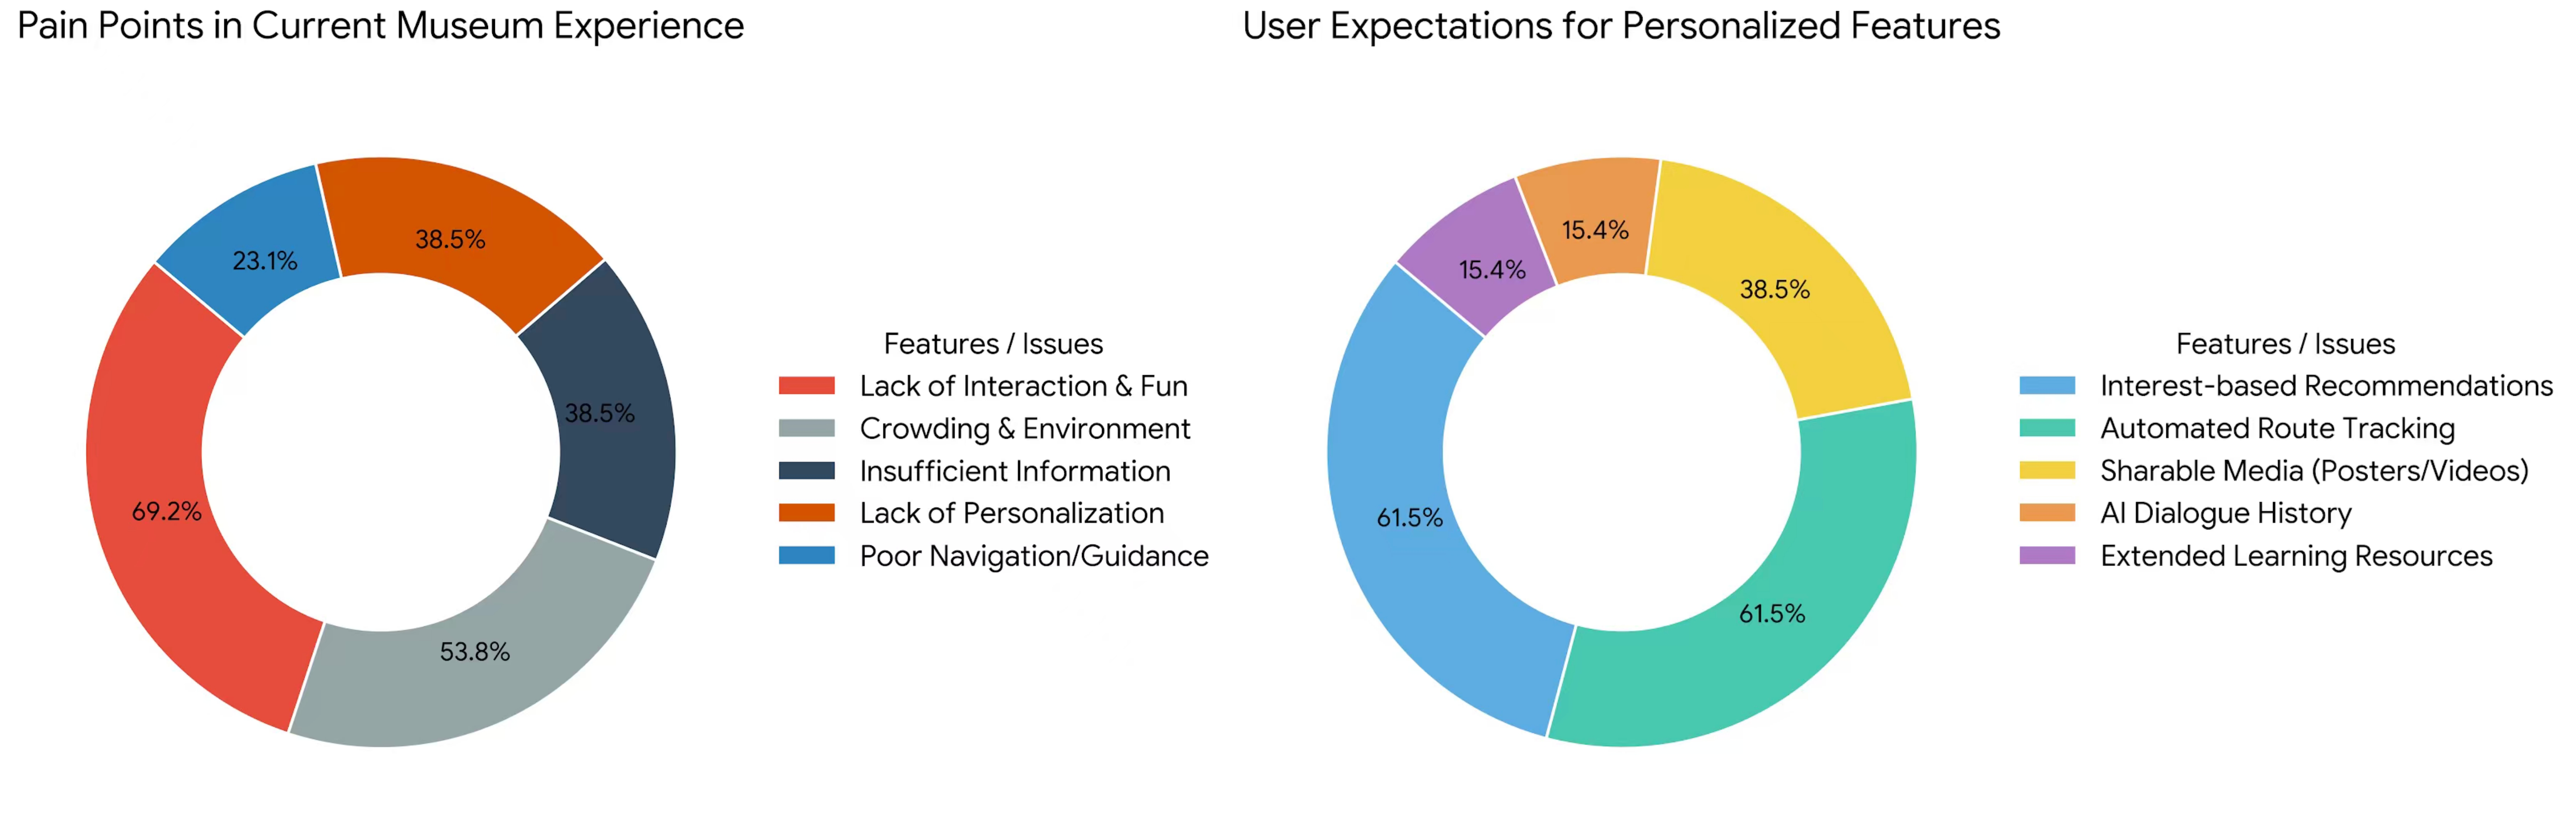 Pain Points in Current Museum Experience
38.5%
23.1%
38.5%
69.2%
53.8%
Features / Issues
Lack of Interaction & Fun
Crowding & Environment
Insufficient Information
Lack of Personalization
Poor Navigation/Guidance
User Expectations for Personalized Features
15.4%
15.4%
38.5%
61.5%
61.5%
Features / Issues
Interest-based Recommendations
Automated Route Tracking
Sharable Media (Posters/Videos)
AI Dialogue History
Extended Learning Resources